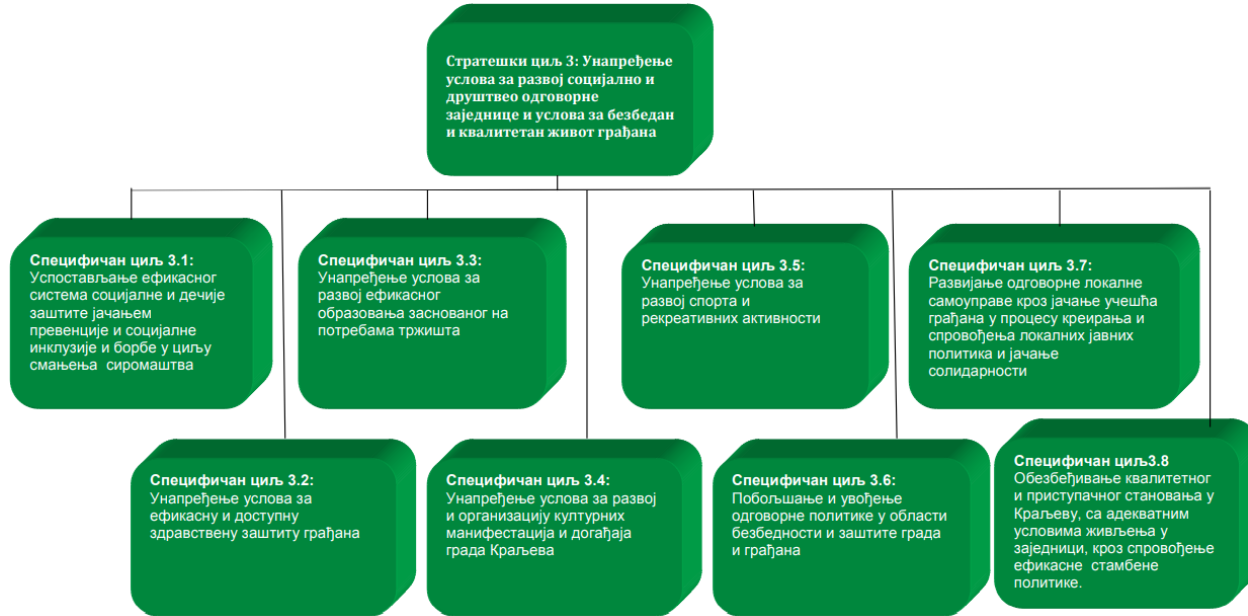 Стратешки циљ 3: Унапређење
услова за развој социјално и
друштвео одговорне
заједнице и услова за безбедан
и квалитетан живот грађана
Специфичан циљ 3.1:
Успостављање ефикасног
система социјалне и дечије
заштите јачањем
превенције и социјалне
инклузије и борбе у циљу
смањења сиромаштва
Специфичан циљ 3.3:
Унапређење услова за
развој ефикасног
образовања заснованог на
потребама тржишта
Специфичан циљ 3.5:
Унапређење услова за
развој спорта и
рекреативних активности
Специфичан циљ 3.7:
Развијање одговорне локалне
самоуправе кроз јачање учешћа
грађана у процесу креирања и
спровођења локалних јавних
политика и јачање
солидарности
Специфичан циљ 3.2:
Унапређење услова за
ефикасну и доступну
здравствену заштиту грађана
Специфичан циљ 3.4:
Унапређење услова за развој
и организацију културних
манифестација и догађаја
града Краљева
Специфичан циљ 3.6:
Побољшање и увођење
одговорне политике у области
безбедности и заштите града
и грађана
Специфичан циљ3.8
Обезбеђивање квалитетног
и приступачног становања у
Краљеву, са адекватним
условима живљења у
заједници, кроз спровођење
ефикасне стамбене
политике.